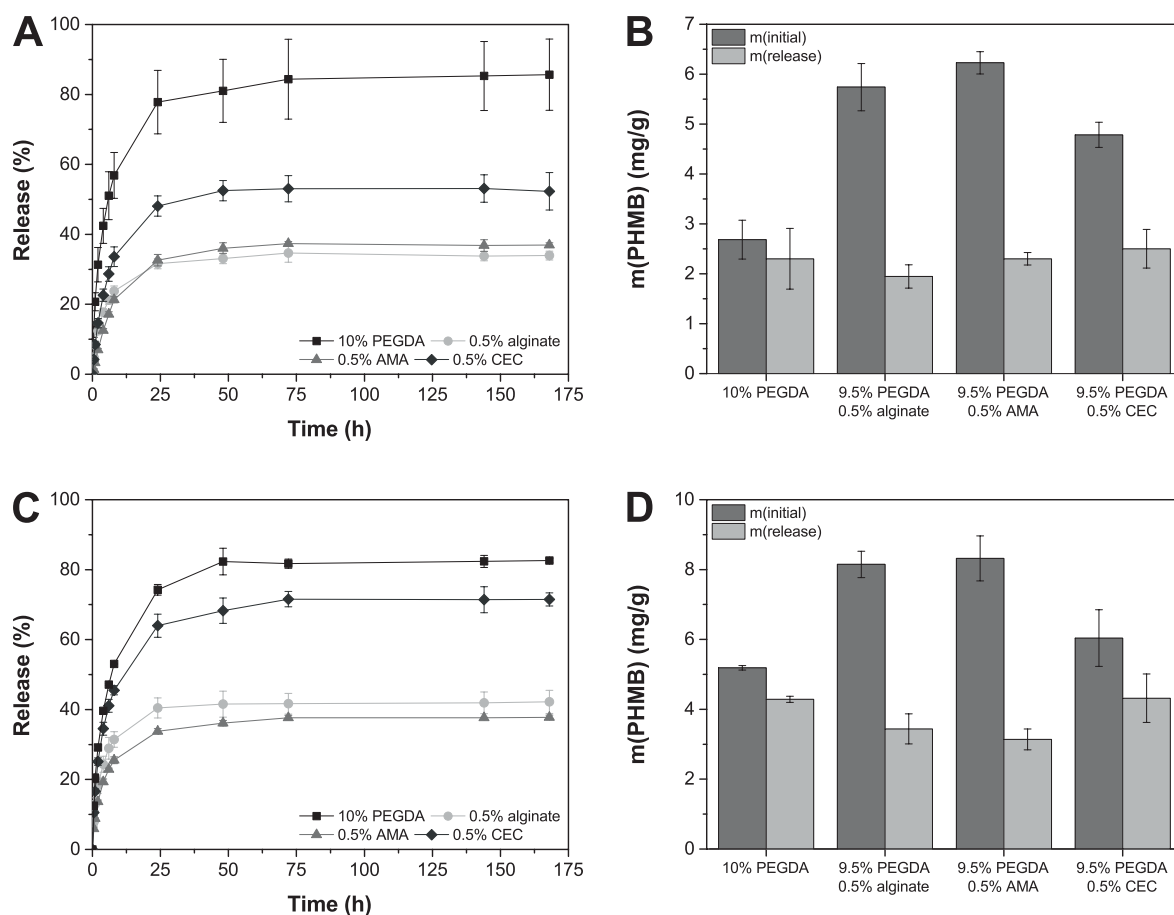 A
100
80
60
40
20
0
Release (%)
10% PEGDA
0.5% alginate
0.5% AMA
0.5% CEC
0 25 50 75 100 125 150 175
Time (h)
B
7
6
5
4
3
2
1
0
m(PHMB) (mg/g)
m(initial)
m(release)
10% PEGDA
9.5% PEGDA
0.5% alginate
9.5% PEGDA
0.5% AMA
9.5% PEGDA
0.5% CEC
C
100
80
60
40
20
0
Release (%)
10% PEGDA
0.5% alginate
0.5% AMA
0.5% CEC
0 25 50 75 100 125 150 175
Time (h)
D
10
8
6
4
2
0
m(PHMB) (mg/g)
m(initial)
m(release)
10% PEGDA
9.5% PEGDA
0.5% alginate
9.5% PEGDA
0.5% AMA
9.5% PEGDA
0.5% CEC